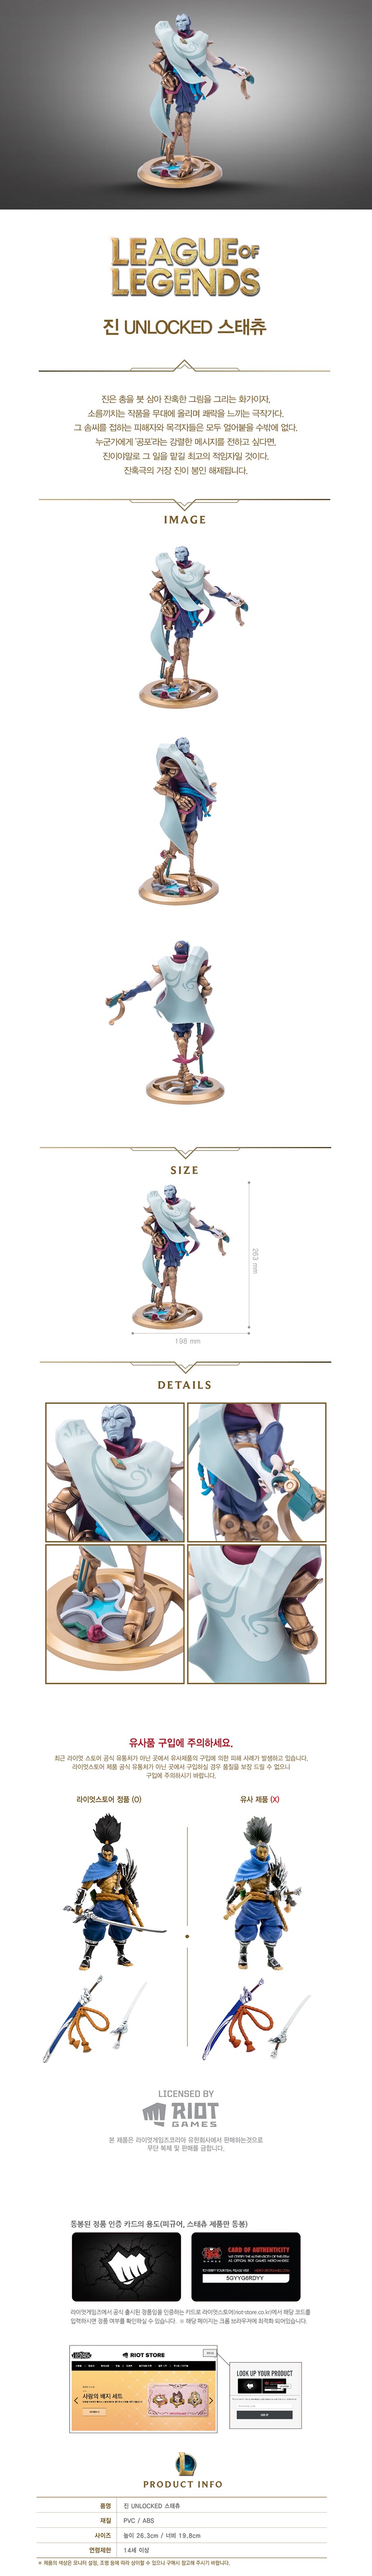 LEAGUE OF
LEGENDS
진 UNLOCKED 스태츄
진은 총을 붓 삼아 잔혹한 그림을 그리는 화가이자,
소름끼치는 작품을 무대에 올리며 쾌락을 느끼는 극작가다.
그 솜씨를 접하는 피해자와 목격자들은 모두 얼어붙을 수밖에 없다.
누군가에게 '공포'라는 강렬한 메시지를 전하고 싶다면,
진이야말로 그 일을 맡길 최고의 적임자일 것이다.
잔혹극의 거장 진이 봉인 해제됩니다.
IMAGE
SIZE
263 mm
198 mm
DETAILS
유사품 구입에 주의하세요.
최근 라이엇 스토어 공식 유통처가 아닌 곳에서 유사제품의 구입에 의한 피해 사례가 발생하고 있습니다.
라이엇스토어 제품 공식 유통처가 아닌 곳에서 구입하실 경우 품질을 보장 드릴 수 없으니
구입에 주의하시기 바랍니다.
라이엇스토어 정품 (O)
유사 제품 (X)
LICENSED BY
RIOT
GAMES
본 제품은 라이엇게임즈코리아 유한회사에서 판매하는것으로
무단 복제 및 판매를 금합니다.
동봉된 정품 인증 카드의 용도(피규어, 스태츄 제품만 동봉)
CARD OF AUTHENTICITY
5GYYG6RDYY
라이엇게임즈에서 공식 출시된 정품임을 인증하는 카드로 라이엇스토어(riot-store.co.kr)에서 해당 코드를
입력하시면 정품 여부를 확인하실 수 있습니다. ※ 해당 페이지는 크롬 브라우저에 최적화 되어있습니다.
RIOT STORE
사랑의 배지 세트
LOOK UP YOUR PRODUCT
PRODUCT INFO
품명 진 UNLOCKED 스태츄
재질 PVC / ABS
사이즈 높이 26.3cm / 너비 19.8cm
연령제한 14세 이상
※ 제품의 색상은 모니터 설정, 조명 등에 따라 상이할 수 있으니 구매시 참고해 주시기 바랍니다.